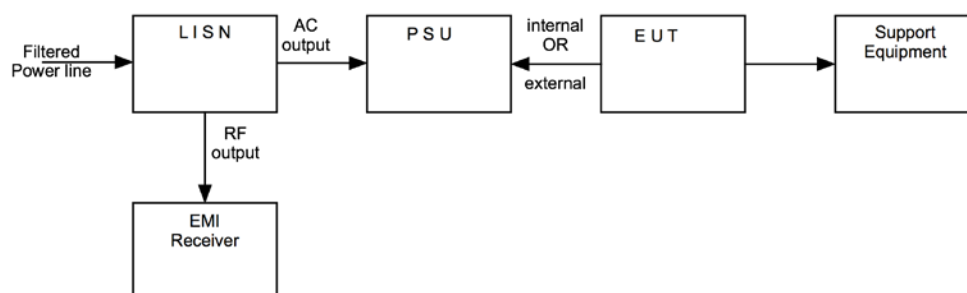 Filtered
Power line
L I S N
AC
output
P S U
internal
OR
external
E U T
Support
Equipment
RF
output
EMI
Receiver